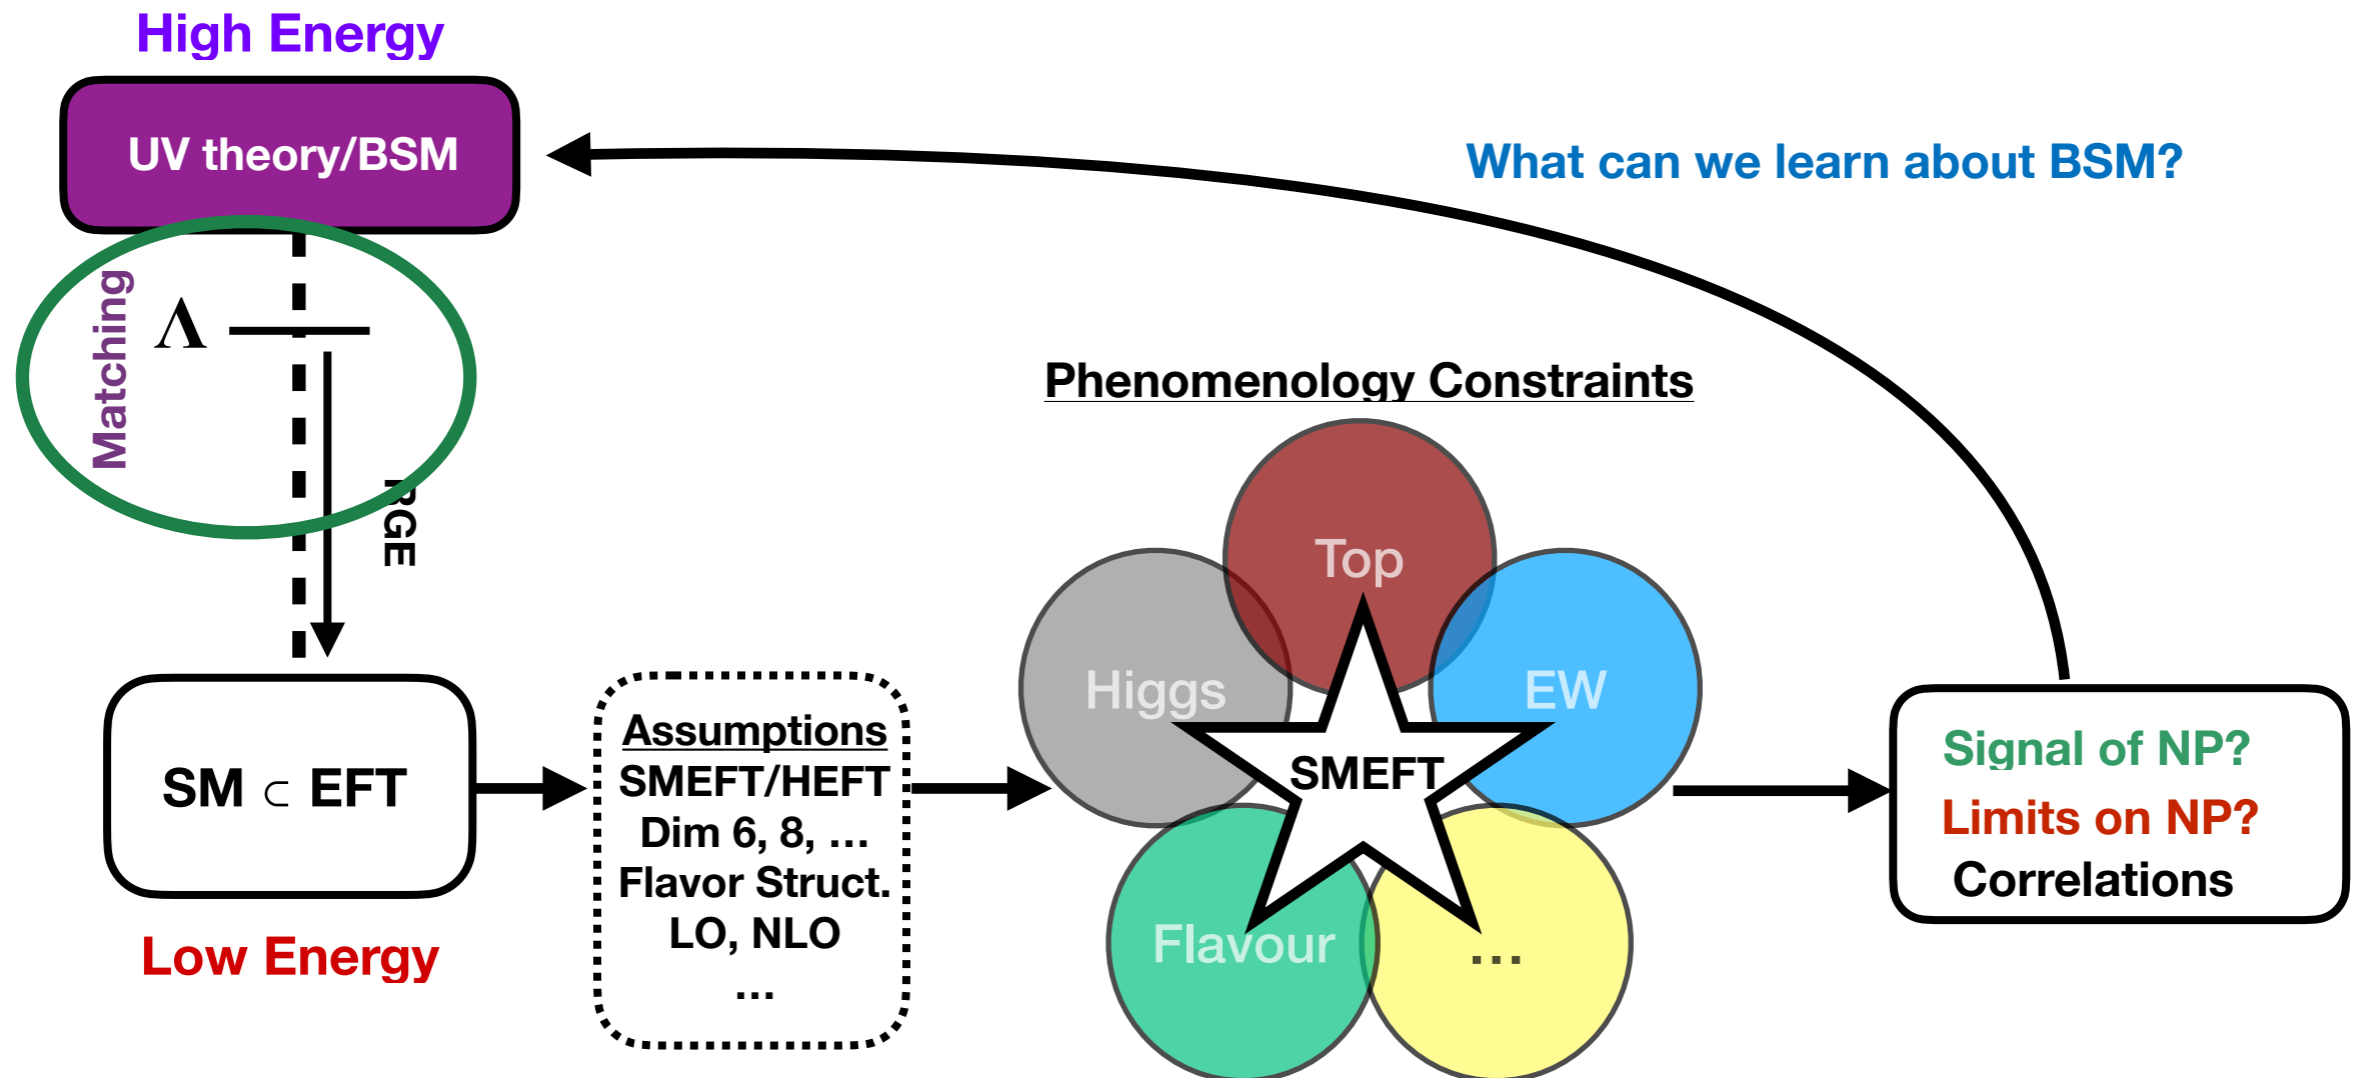 High Energy
UV theory/BSM
What can we learn about BSM?
Matching
Λ
RGE
Phenomenology Constraints
Top
Higgs
EW
SMEFT
Flavour
...
SM ⊂ EFT
Low Energy
Assumptions
SMEFT/HEFT
Dim 6, 8, ...
Flavor Struct.
LO, NLO
...
Signal of NP?
Limits on NP?
Correlations